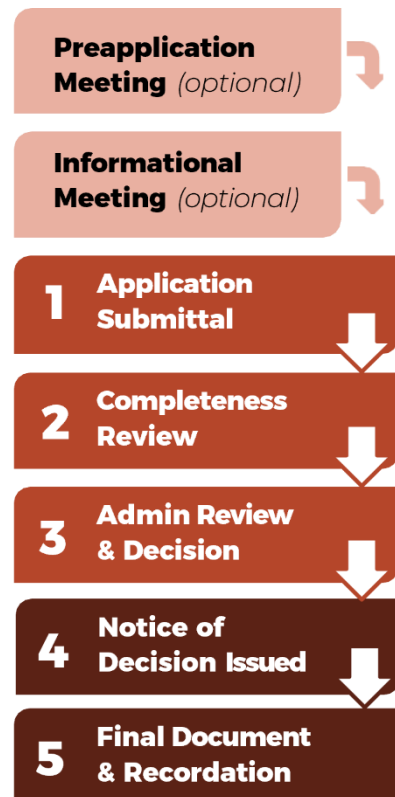 Preapplication
Meeting (optional)
Informational
Meeting (optional)
1 Application
Submittal
2 Completeness
Review
3 Admin Review
& Decision
4 Notice of
Decision Issued
5 Final Document
& Recordation